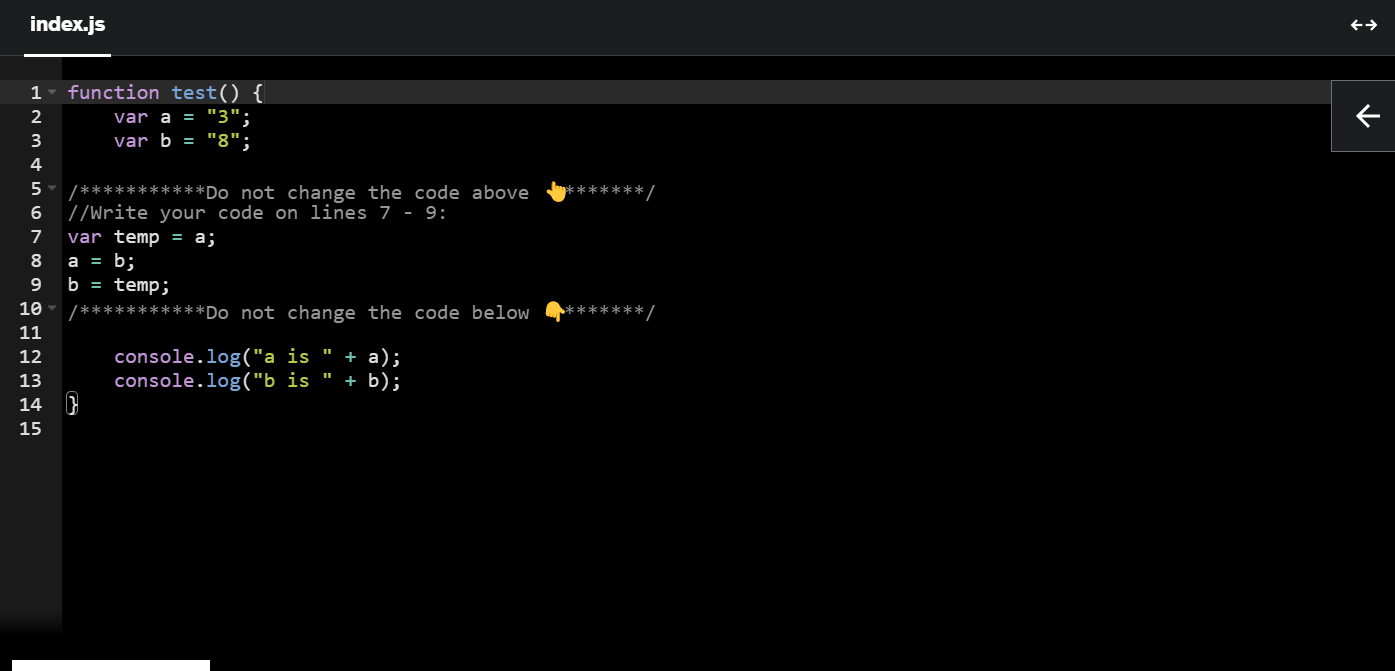 index.js
1 function test() {
2     var a = "3";
3     var b = "8";
4
5 /***********Do not change the code above 👆*******/
6 //Write your code on lines 7 - 9:
7 var temp = a;
8 a = b;
9 b = temp;
10 /***********Do not change the code below 👇*******/
11
12     console.log("a is " + a);
13     console.log("b is " + b);
14 }
15